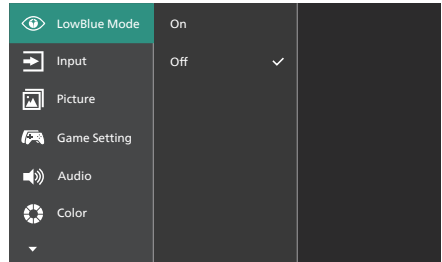 LowBlue Mode
On
Input
Off
Picture
Game Setting
Audio
Color